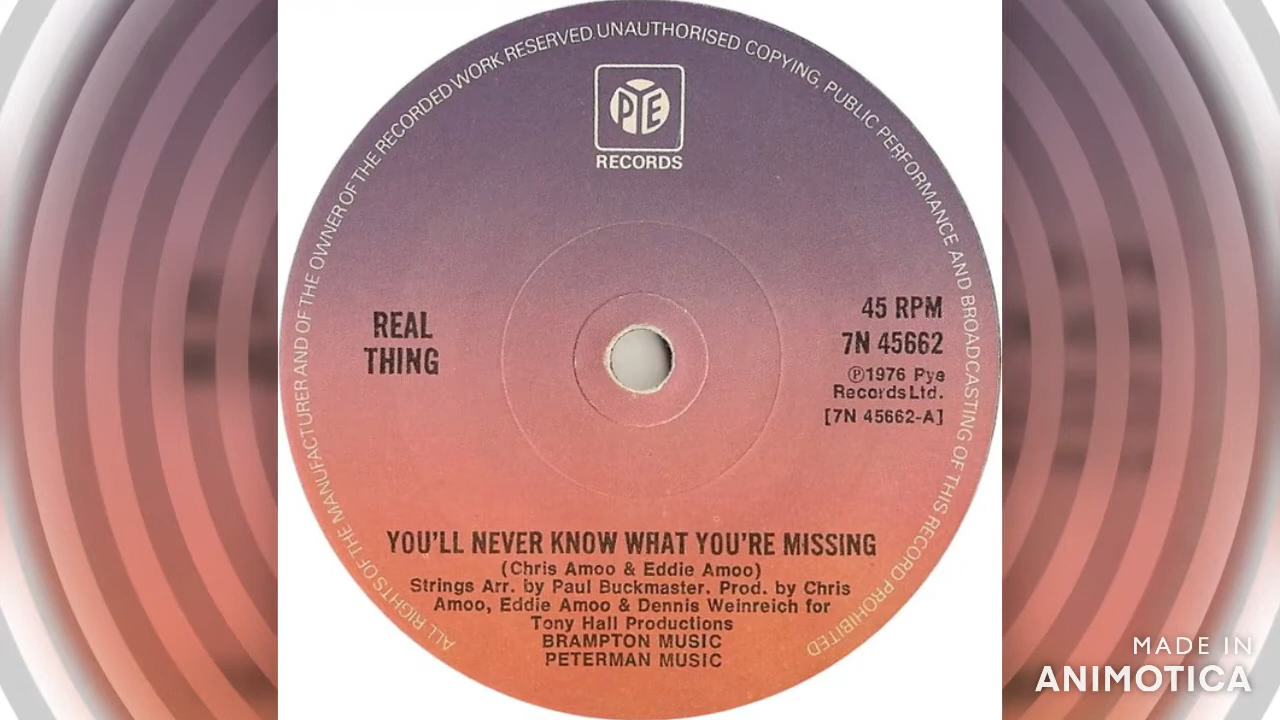 ALL RIGHTS OF THE MANUFACTURER AND OF THE OWNER OF THE RECORDED WORK RESERVED. UNAUTHORISED COPYING, PUBLIC PERFORMANCE AND BROADCASTING OF THIS RECORD PROHIBITED
PYE
RECORDS
REAL
THING
45 RPM
7N 45662
Ⓟ1976 Pye
Records Ltd.
[7N 45662-A]
YOU'LL NEVER KNOW WHAT YOU'RE MISSING
(Chris Amoo & Eddie Amoo)
Strings Arr. by Paul Buckmaster. Prod. by Chris
Amoo, Eddie Amoo & Dennis Weinreich for
Tony Hall Productions
BRAMPTON MUSIC
PETERMAN MUSIC
MADE IN
ANIMOTICA